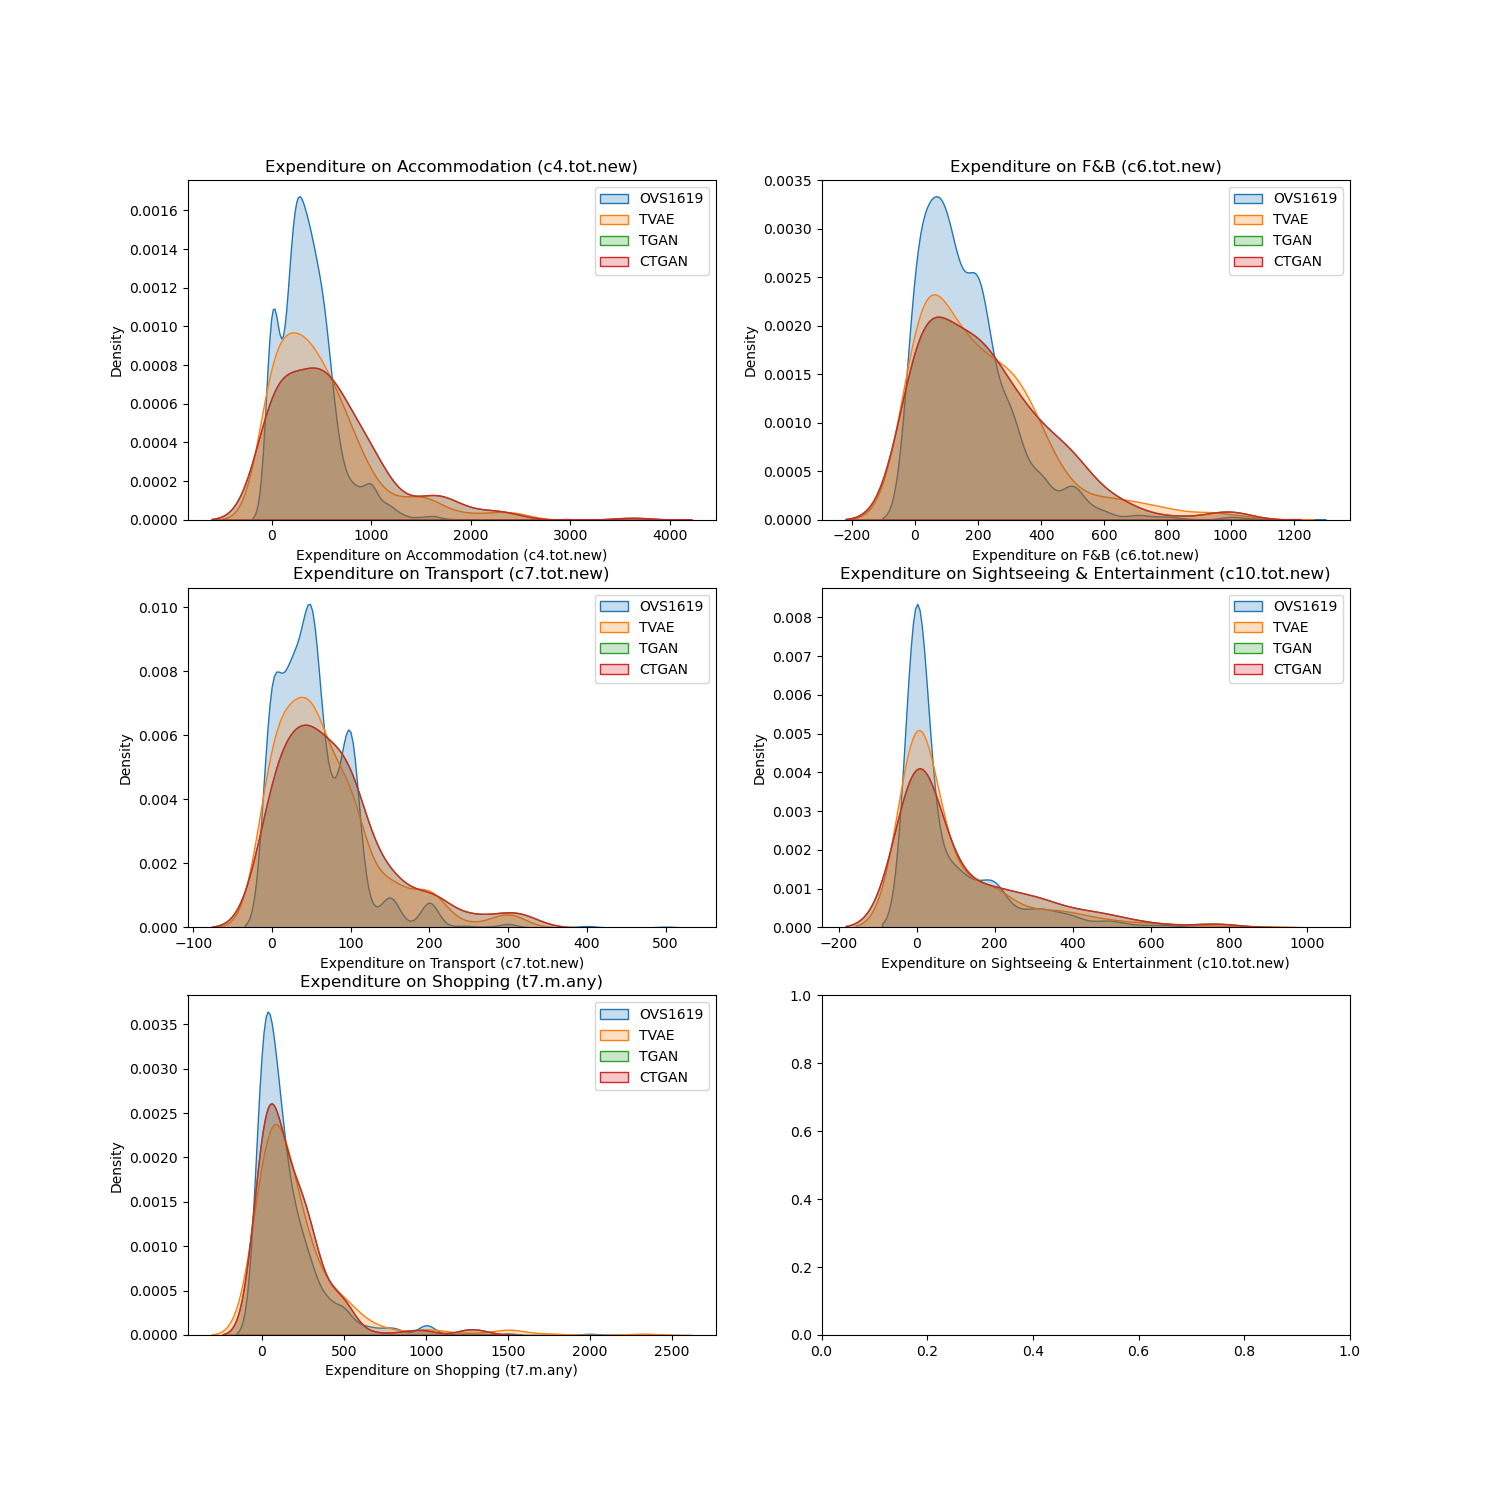 Expenditure on Accommodation (c4.tot.new)
0.0016
0.0014
0.0012
0.0010
0.0008
0.0006
0.0004
0.0002
0.0000
Density
OVS1619
TVAE
TGAN
CTGAN
0 1000 2000 3000 4000
Expenditure on Accommodation (c4.tot.new)
Expenditure on F&B (c6.tot.new)
0.0035
0.0030
0.0025
0.0020
0.0015
0.0010
0.0005
0.0000
Density
OVS1619
TVAE
TGAN
CTGAN
−200 0 200 400 600 800 1000 1200
Expenditure on F&B (c6.tot.new)
Expenditure on Transport (c7.tot.new)
0.010
0.008
0.006
0.004
0.002
0.000
Density
OVS1619
TVAE
TGAN
CTGAN
−100 0 100 200 300 400 500
Expenditure on Transport (c7.tot.new)
Expenditure on Sightseeing & Entertainment (c10.tot.new)
0.008
0.007
0.006
0.005
0.004
0.003
0.002
0.001
0.000
Density
OVS1619
TVAE
TGAN
CTGAN
−200 0 200 400 600 800 1000
Expenditure on Sightseeing & Entertainment (c10.tot.new)
Expenditure on Shopping (t7.m.any)
0.0035
0.0030
0.0025
0.0020
0.0015
0.0010
0.0005
0.0000
Density
OVS1619
TVAE
TGAN
CTGAN
0 500 1000 1500 2000 2500
Expenditure on Shopping (t7.m.any)
1.0
0.8
0.6
0.4
0.2
0.0
0.0 0.2 0.4 0.6 0.8 1.0